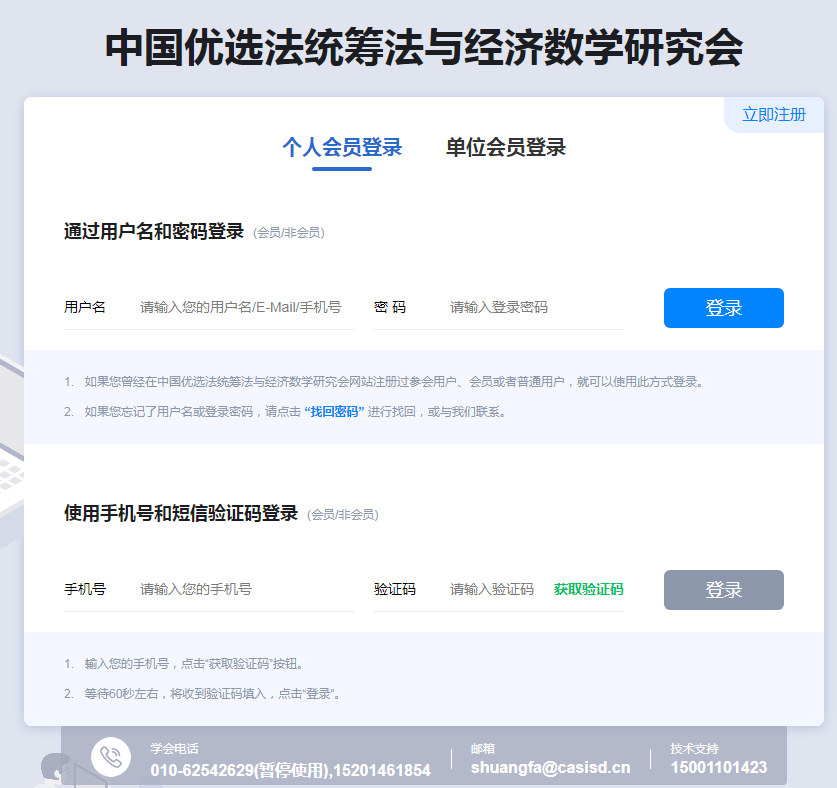 中国优选法统筹法与经济数学研究会
立即注册
个人会员登录 单位会员登录
通过用户名和密码登录 (会员/非会员)
用户名 请输入您的用户名/E-Mail/手机号 密 码 请输入登录密码 登录
1. 如果您曾经在中国优选法统筹法与经济数学研究会网站注册过参会用户、会员或者普通用户，就可以使用此方式登录。
2. 如果您忘记了用户名或登录密码，请点击 “找回密码” 进行找回，或与我们联系。
使用手机号和短信验证码登录 (会员/非会员)
手机号 请输入您的手机号 验证码 请输入验证码 获取验证码 登录
1. 输入您的手机号，点击“获取验证码”按钮。
2. 等待60秒左右，将收到验证码填入，点击“登录”。
学会电话 邮箱 技术支持
010-62542629(暂停使用),15201461854 shuangfa@casisd.cn 15001101423